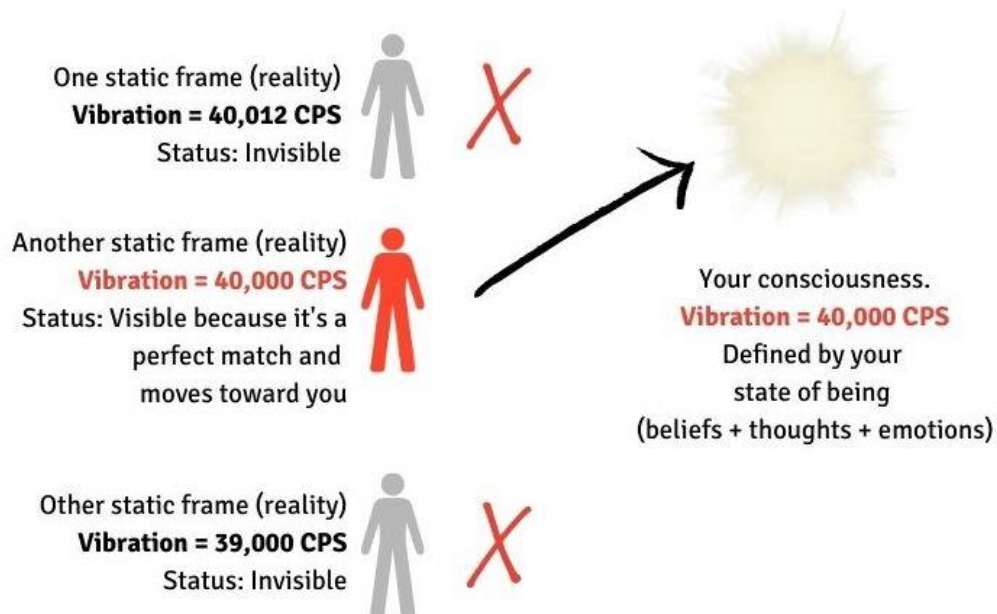 One static frame (reality)
Vibration = 40,012 CPS
Status: Invisible
Another static frame (reality)
Vibration = 40,000 CPS
Status: Visible because it's a
perfect match and
moves toward you
Your consciousness.
Vibration = 40,000 CPS
Defined by your
state of being
(beliefs + thoughts + emotions)
Other static frame (reality)
Vibration = 39,000 CPS
Status: Invisible